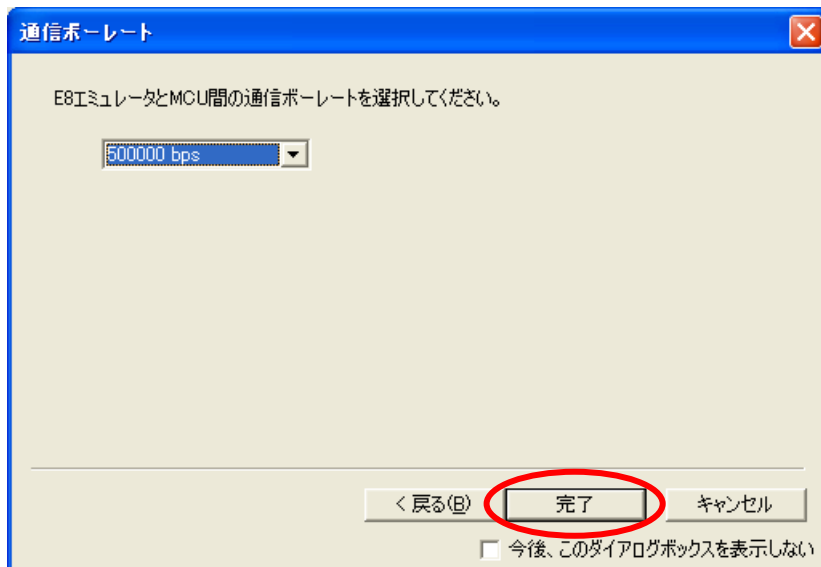 通信ボーレート
E8エミュレータとMCU間の通信ボーレートを選択してください。
500000 bps
< 戻る(B)
完了
キャンセル
今後、このダイアログボックスを表示しない